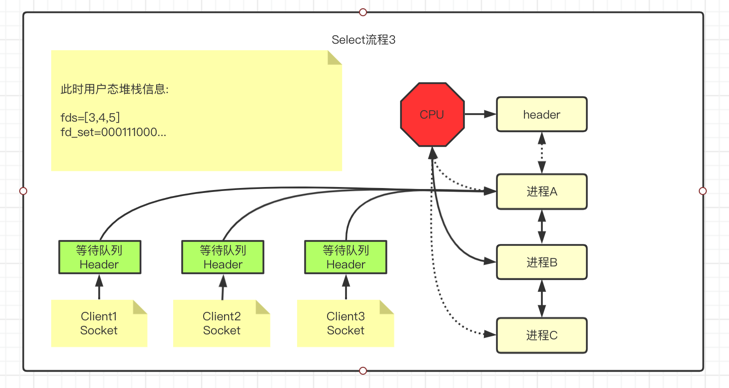 Select流程3
此时用户态堆栈信息:
fds=[3,4,5]
fd_set=000111000...
CPU
header
进程A
等待队列
Header
等待队列
Header
等待队列
Header
进程B
Client1
Socket
Client2
Socket
Client3
Socket
进程C